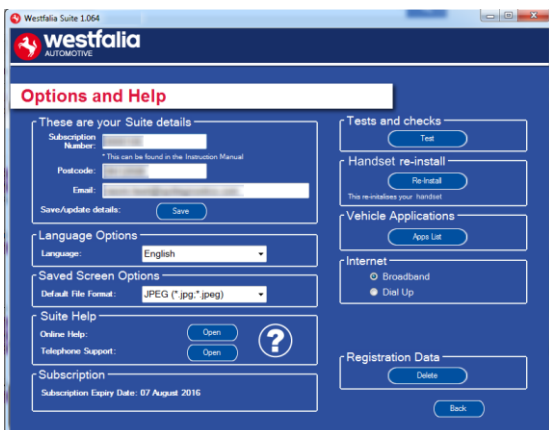 Westfalia Suite 1.064
westfalia
AUTOMOTIVE
Options and Help
These are your Suite details
Subscription
Number:
* This can be found in the Instruction Manual
Postcode:
Email:
Save/update details:
Save
Language Options
Language:
English
Saved Screen Options
Default File Format:
JPEG (*.jpg;*.jpeg)
Suite Help
Online Help:
Open
Telephone Support:
Open
?
Subscription
Subscription Expiry Date: 07 August 2016
Tests and checks
Test
Handset re-install
Re-Install
This re-initalises your handset
Vehicle Applications
Apps List
Internet
Broadband
Dial Up
Registration Data
Delete
Back